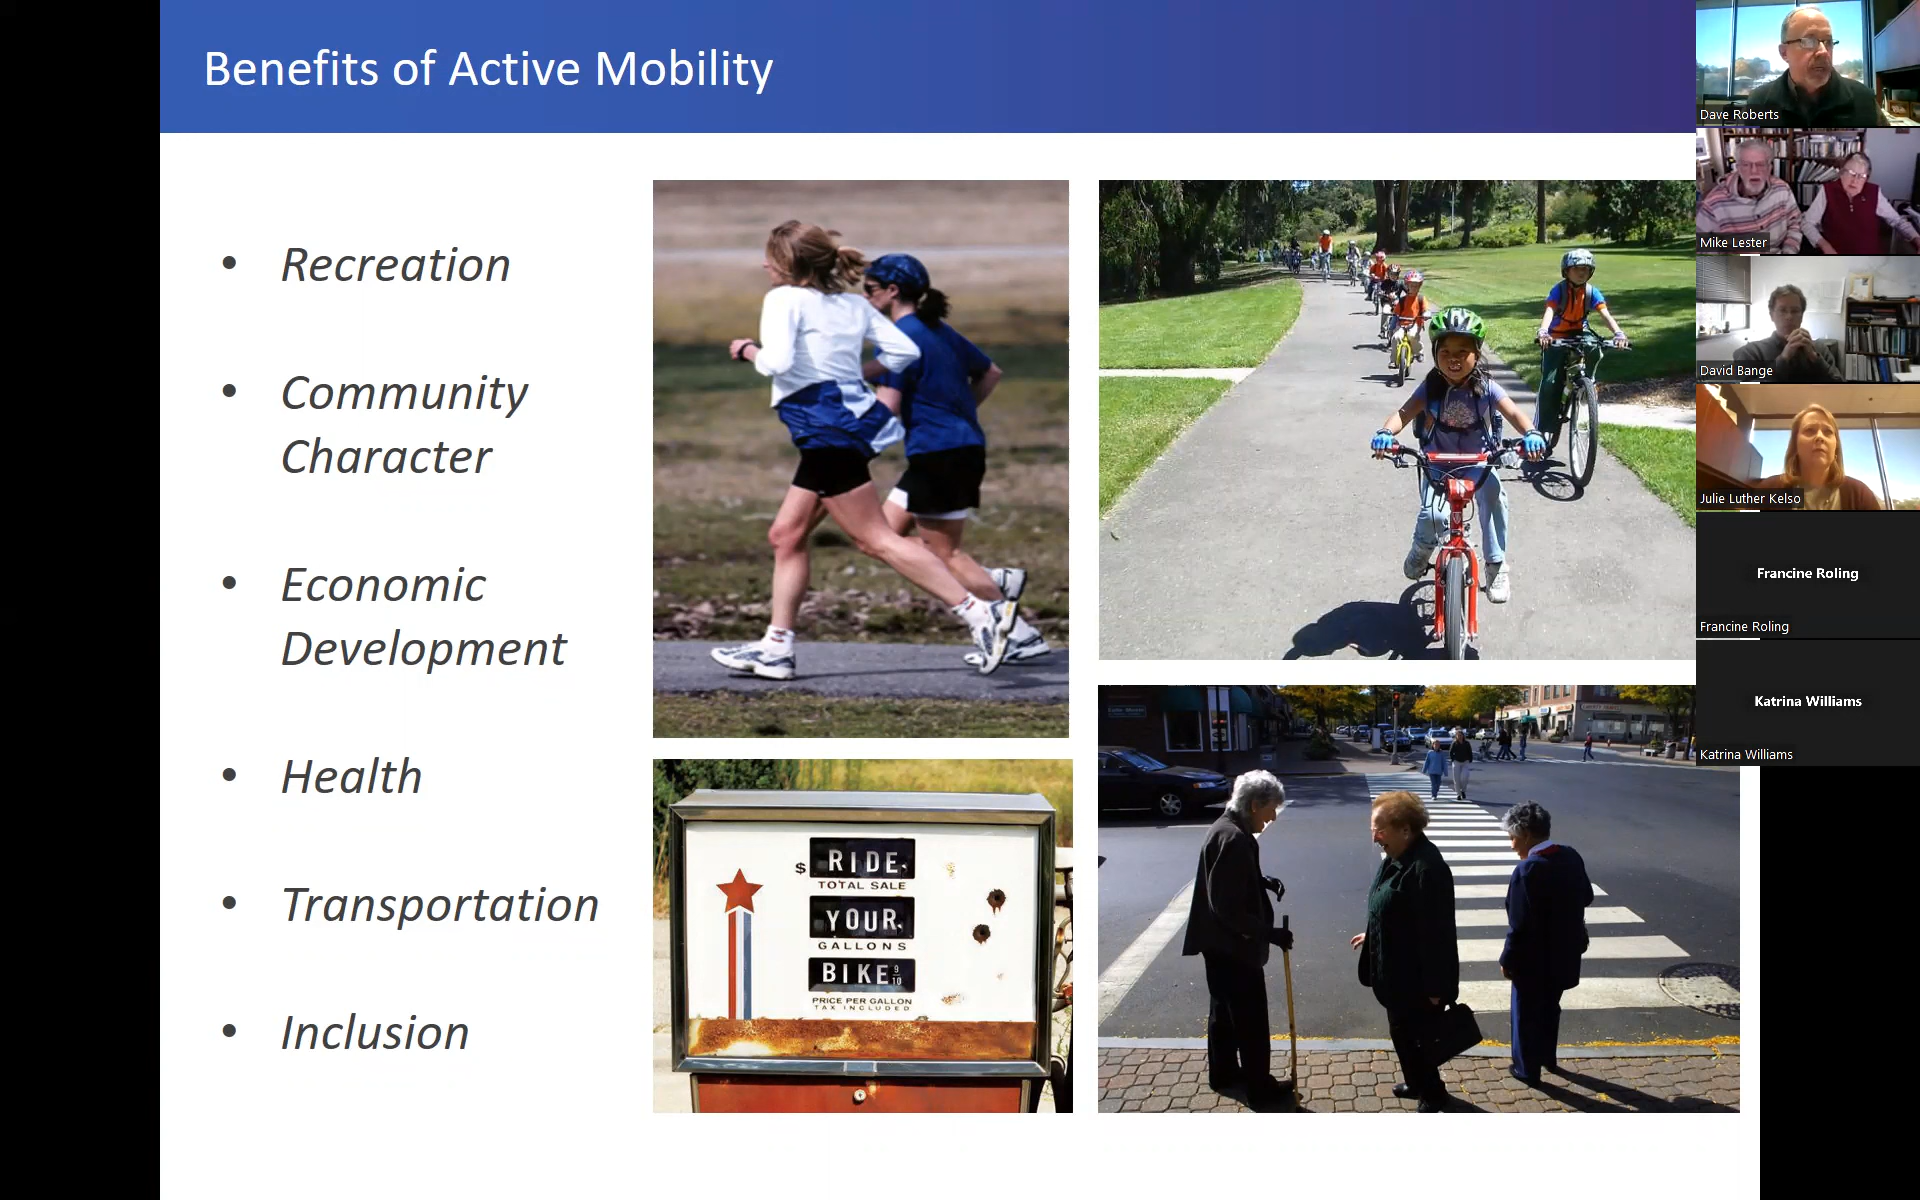 Benefits of Active Mobility
• Recreation
• Community
Character
• Economic
Development
• Health
• Transportation
• Inclusion
$ RIDE
TOTAL SALE
YOUR
GALLONS
BIKE 9/10
PRICE PER GALLON
TAX INCLUDED
Dave Roberts
Mike Lester
David Bange
Julie Luther Kelso
Francine Roling
Francine Roling
Katrina Williams
Katrina Williams